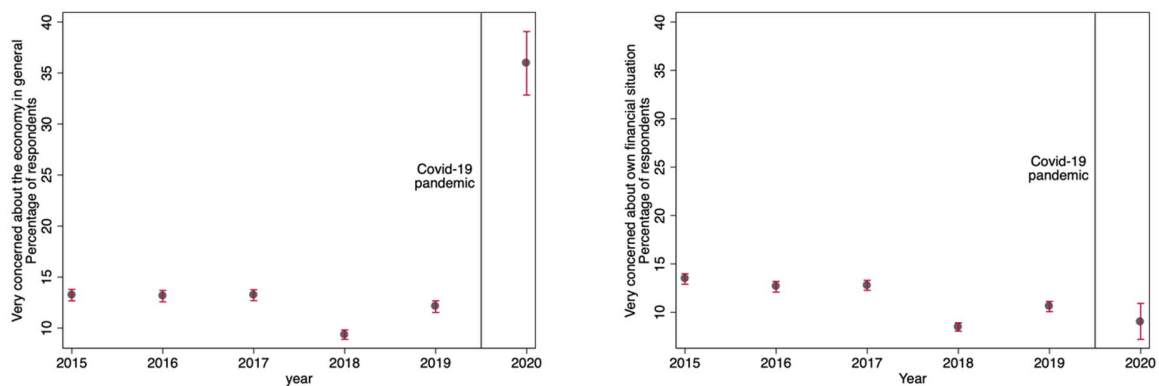 Very concerned about the economy in general
Percentage of respondents
40
35
30
25
20
15
10
Covid-19
pandemic
2015 2016 2017 2018 2019 2020
year
Very concerned about own financial situation
Percentage of respondents
40
35
30
25
20
15
10
Covid-19
pandemic
2015 2016 2017 2018 2019 2020
Year